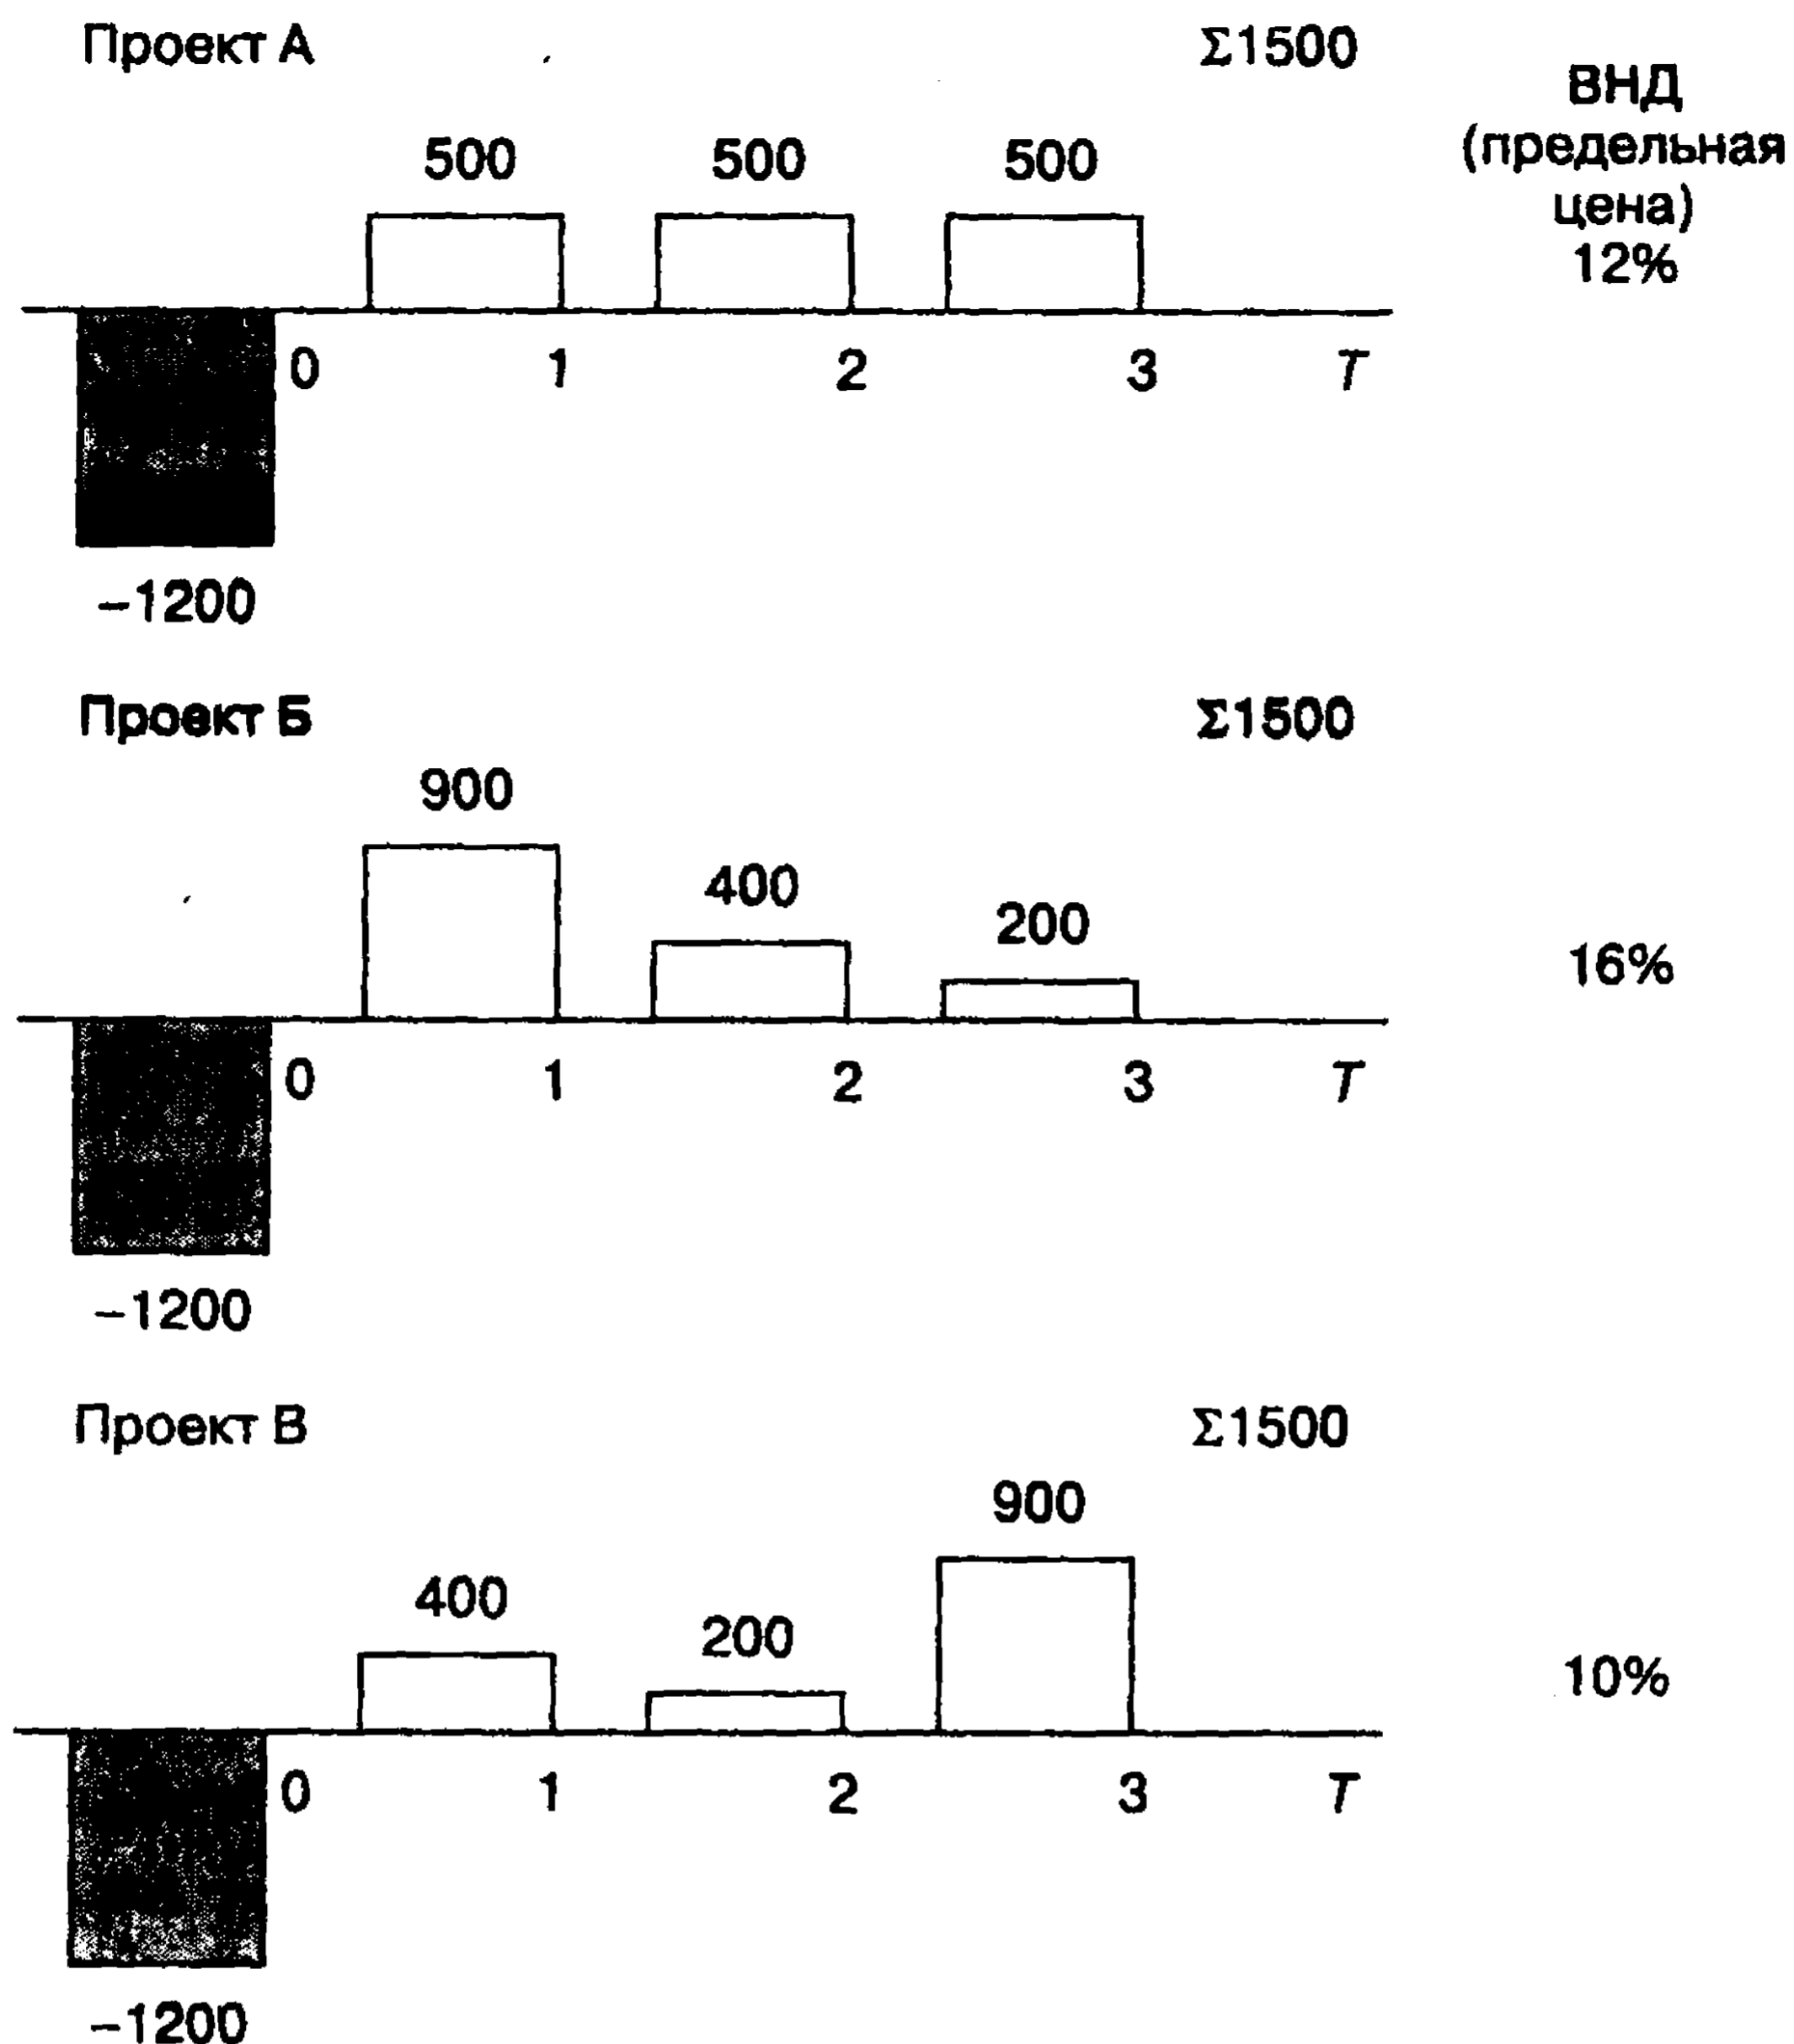 Проект А
Σ1500
ВНД
(предельная
цена)
12%
500 500 500
0 1 2 3 T
–1200
Проект Б
Σ1500
900
400
200
16%
0 1 2 3 T
–1200
Проект В
Σ1500
900
400
200
10%
0 1 2 3 T
–1200